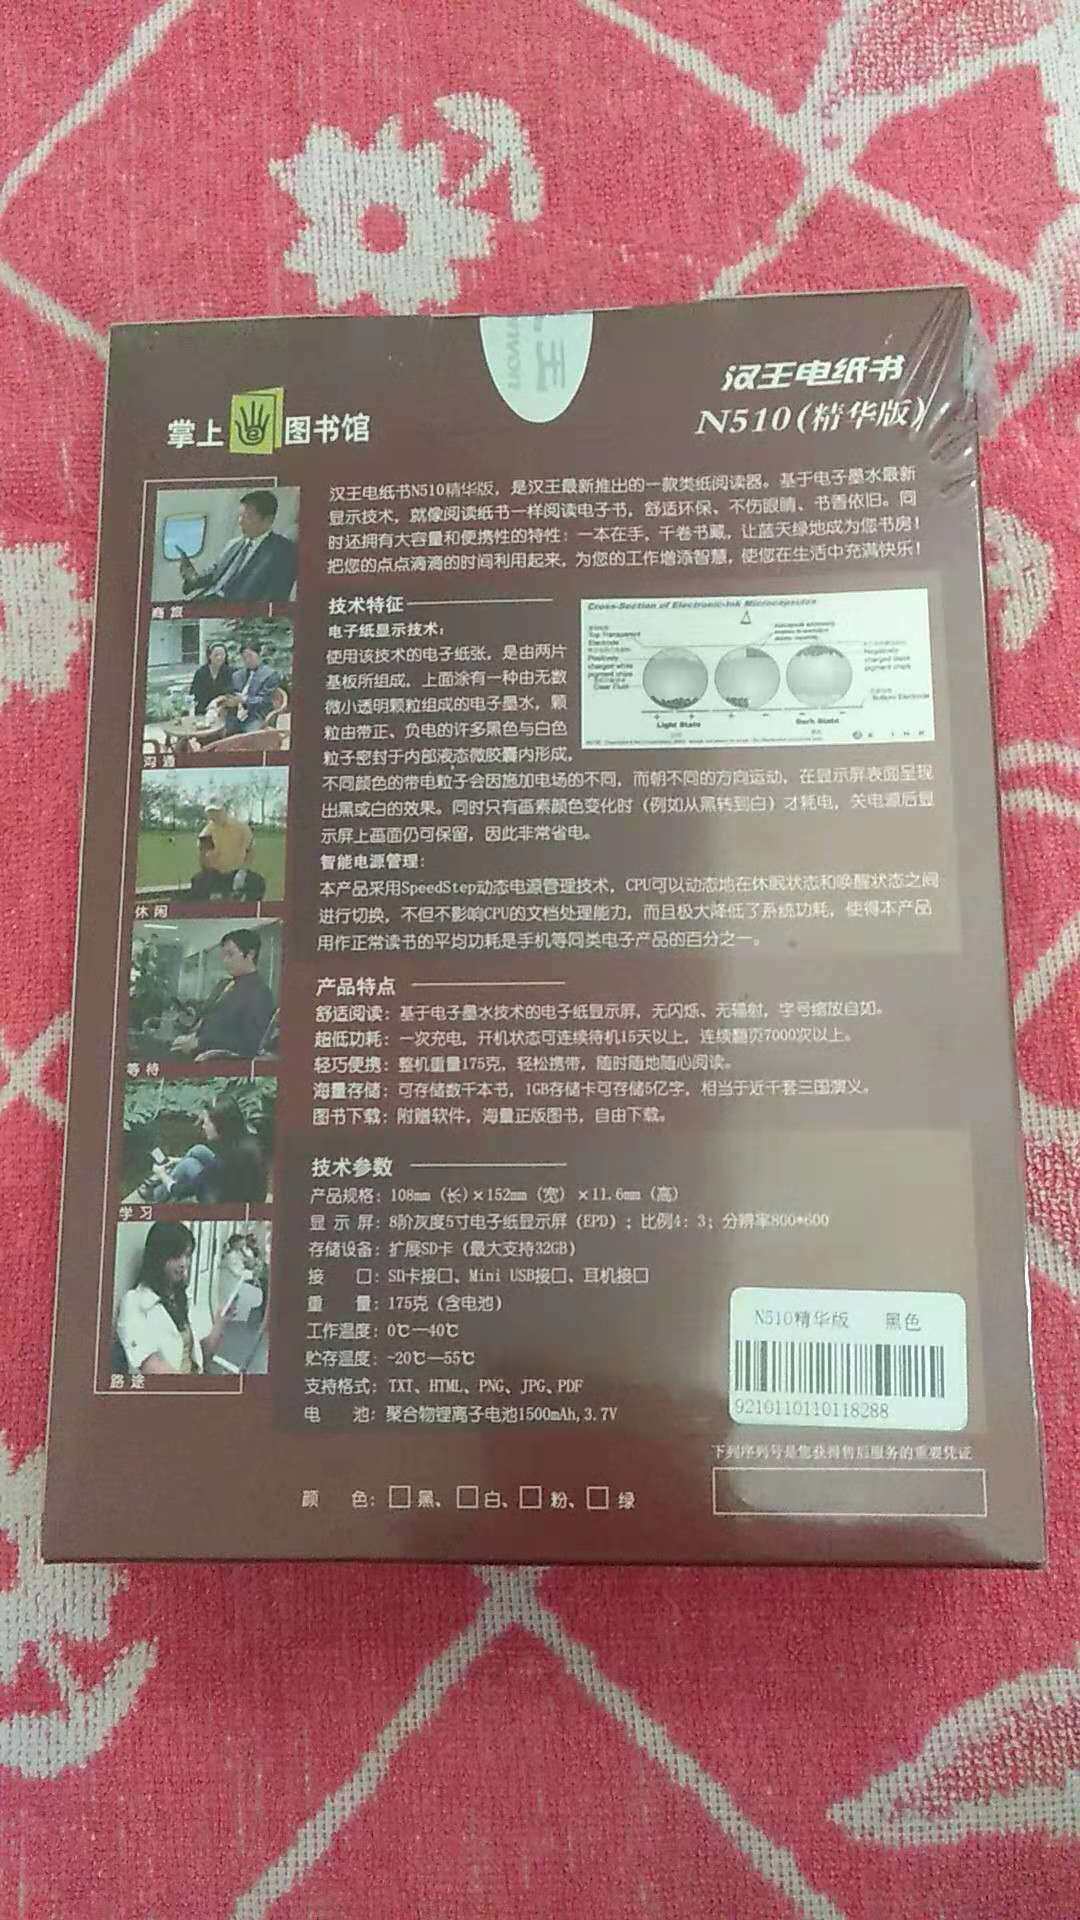 王
汉王电纸书
N510(精华版)
掌上
图书馆
汉王电纸书N510精华版，是汉王最新推出的一款类纸阅读器。基于电子墨水最新
显示技术，就像阅读纸书一样阅读电子书，舒适环保、不伤眼睛、书香依旧。同
时还拥有大容量和便携性的特性：一本在手，千卷书藏，让蓝天绿地成为您书房！
把您的点点滴滴的时间利用起来，为您的工作增添智慧，使您在生活中充满快乐！
商旅
沟通
休闲
等待
学习
路途
技术特征
电子纸显示技术：
使用该技术的电子纸张，是由两片
基板所组成，上面涂有一种由无数
微小透明颗粒组成的电子墨水，颗
粒由带正、负电的许多黑色与白色
粒子密封于内部液态微胶囊内形成，
不同颜色的带电粒子会因施加电场的不同，而朝不同的方向运动，在显示屏表面呈现
出黑或白的效果。同时只有画素颜色变化时（例如从黑转到白）才耗电，关电源后显
示屏上画面仍可保留，因此非常省电。
Cross-Section of Electronic-Ink Microcapsules
Top Transparent
Electrode
Positively
charged white
pigment chips
Clear Fluid
Negatively
charged black
pigment chips
Bottom Electrode
Light State
Dark State
E INK
智能电源管理：
本产品采用SpeedStep动态电源管理技术，CPU可以动态地在休眠状态和唤醒状态之间
进行切换，不但不影响CPU的文档处理能力，而且极大降低了系统功耗，使得本产品
用作正常读书的平均功耗是手机等同类电子产品的百分之一。
产品特点
舒适阅读：基于电子墨水技术的电子纸显示屏，无闪烁、无辐射，字号缩放自如。
超低功耗：一次充电，开机状态可连续待机15天以上，连续翻页7000次以上。
轻巧便携：整机重量175克，轻松携带，随时随地随心阅读。
海量存储：可存储数千本书，1GB存储卡可存储5亿字，相当于近千套三国演义。
图书下载：附赠软件，海量正版图书，自由下载。
技术参数
产品规格：108mm（长）×152mm（宽）×11.6mm（高）
显示屏：8阶灰度5寸电子纸显示屏（EPD）；比例4：3；分辨率800*600
存储设备：扩展SD卡（最大支持32GB）
接口：SD卡接口、Mini USB接口、耳机接口
重量：175克（含电池）
工作温度：0℃—40℃
贮存温度：-20℃—55℃
支持格式：TXT、HTML、PNG、JPG、PDF
电池：聚合物锂离子电池1500mAh,3.7V
N510精华版 黑色
9210110110118288
下列序列号是您获得售后服务的重要凭证
颜色：□黑、□白、□粉、□绿